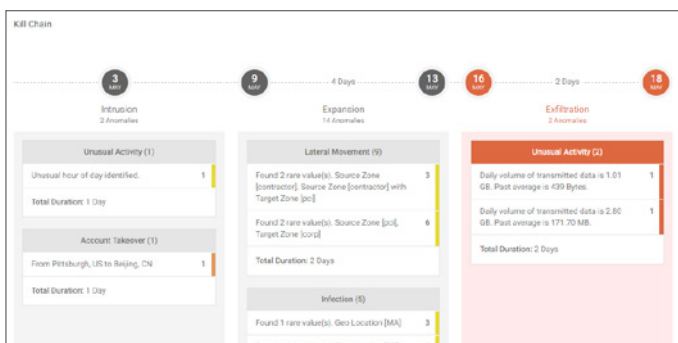 Kill Chain
3
MAY
9
MAY
4 Days
13
MAY
16
MAY
2 Days
18
MAY
Intrusion
2 Anomalies
Expansion
14 Anomalies
Exfiltration
2 Anomalies
Unusual Activity (1)
Unusual hour of day identified.
1
Total Duration: 1 Day
Account Takeover (1)
From Pittsburgh, US to Beijing, CN
1
Total Duration: 1 Day
Lateral Movement (9)
Found 2 rare value(s). Source Zone
3
[contractor]. Source Zone [contractor] with
Target Zone [pci]
Found 2 rare value(s). Source Zone [pci],
6
Target Zone [corp]
Total Duration: 2 Days
Infection (5)
Found 1 rare value(s). Geo Location [MA]
3
Unusual Activity (2)
Daily volume of transmitted data is 1.01
1
GB. Past average is 439 Bytes.
Daily volume of transmitted data is 2.80
1
GB. Past average is 171.70 MB.
Total Duration: 2 Days